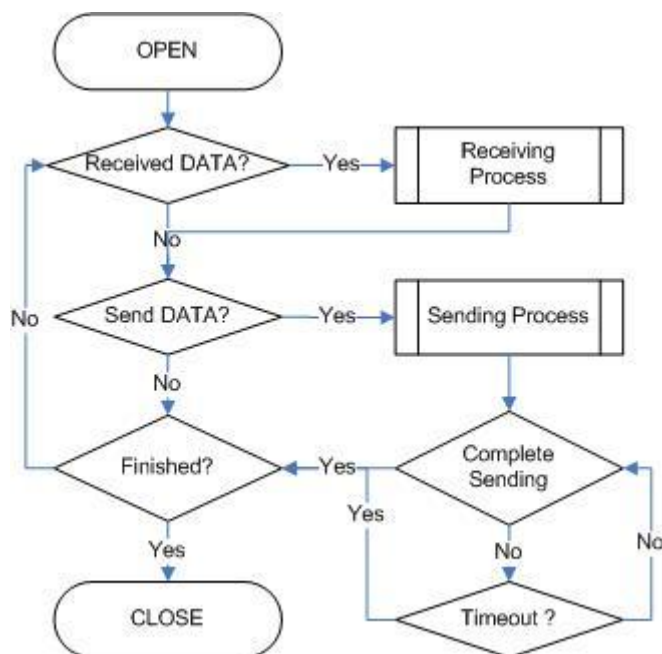 OPEN
Received DATA?
Yes
Receiving
Process
No
Send DATA?
Yes
Sending Process
No
No
Finished?
Yes
Complete
Sending
Yes
No
No
Yes
CLOSE
Timeout ?